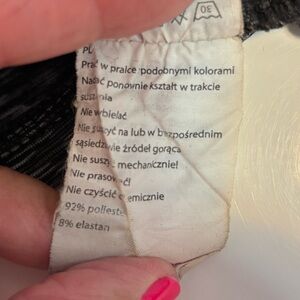 30
PL
Prać w pralce podobnymi kolorami
Nadać ponownie kształt w trakcie
suszenia
Nie wybielać
Nie suszyć na lub w bezpośrednim
sąsiedztwie źródeł gorąca
Nie suszyć mechanicznie!
Nie prasować!
Nie czyścić chemicznie
92% polieste
8% elastan